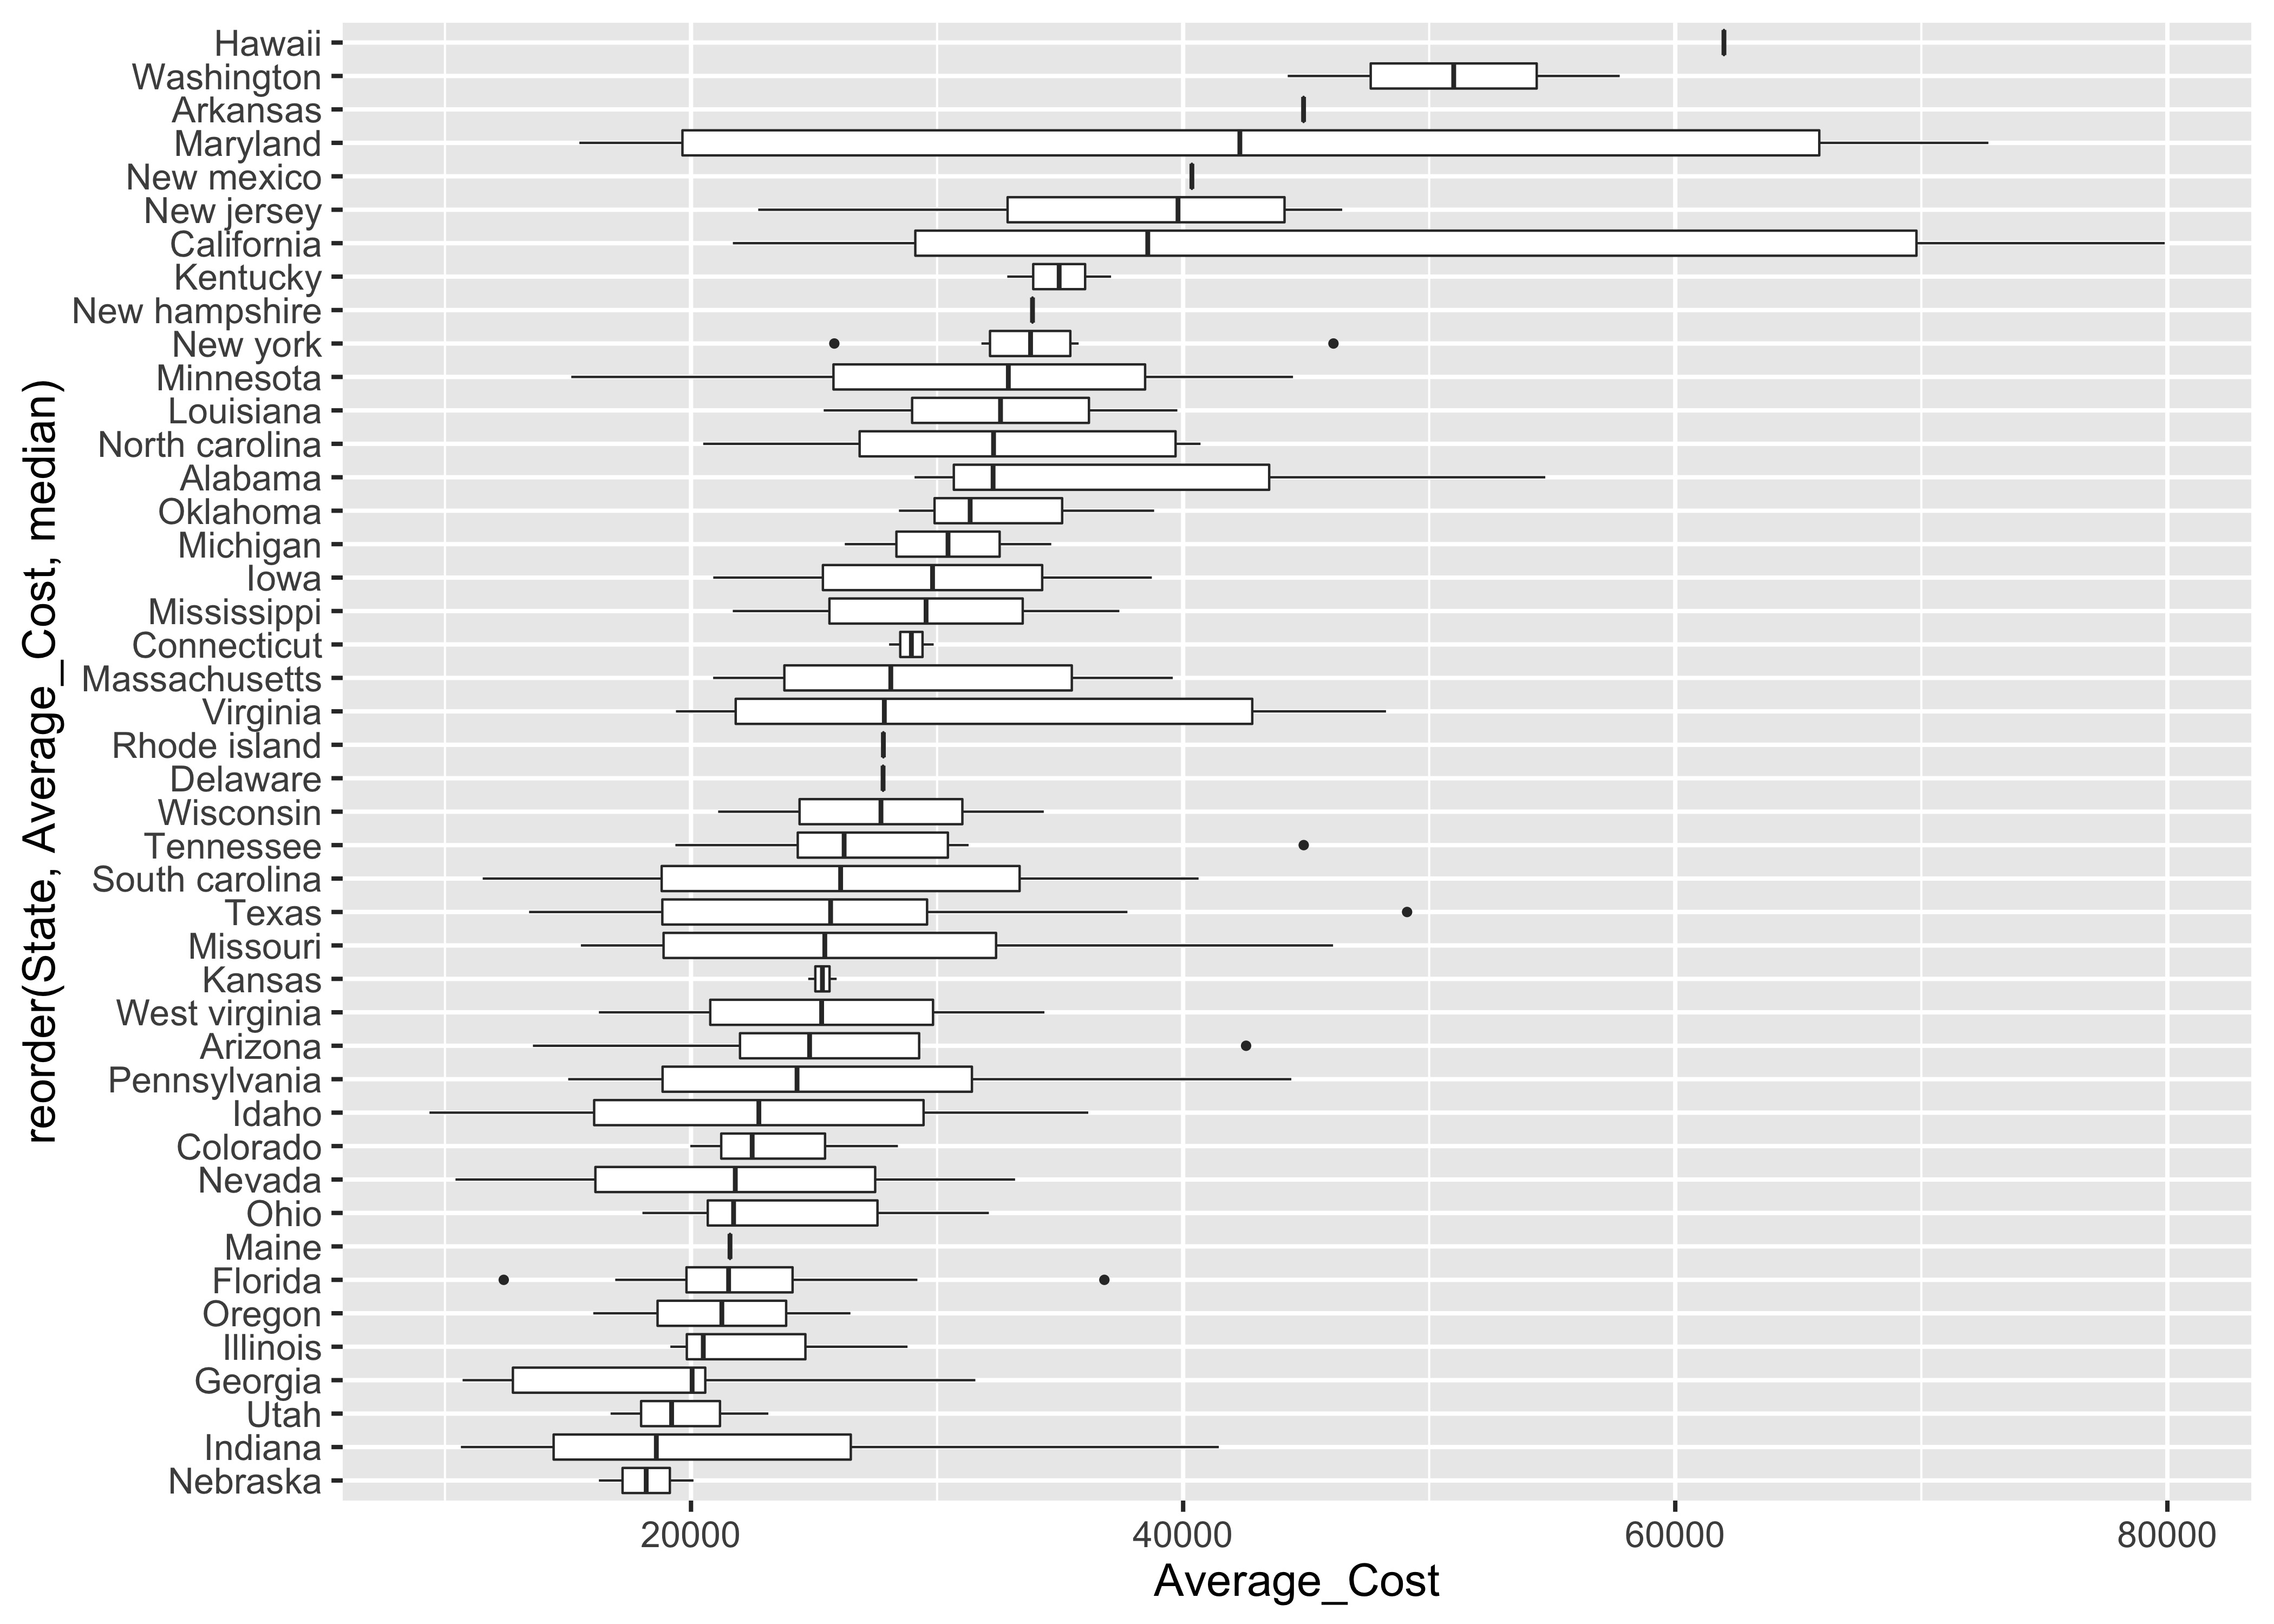 reorder(State, Average_Cost, median)
Hawaii
Washington
Arkansas
Maryland
New mexico
New jersey
California
Kentucky
New hampshire
New york
Minnesota
Louisiana
North carolina
Alabama
Oklahoma
Michigan
Iowa
Mississippi
Connecticut
Massachusetts
Virginia
Rhode island
Delaware
Wisconsin
Tennessee
South carolina
Texas
Missouri
Kansas
West virginia
Arizona
Pennsylvania
Idaho
Colorado
Nevada
Ohio
Maine
Florida
Oregon
Illinois
Georgia
Utah
Indiana
Nebraska
20000 40000 60000 80000
Average_Cost